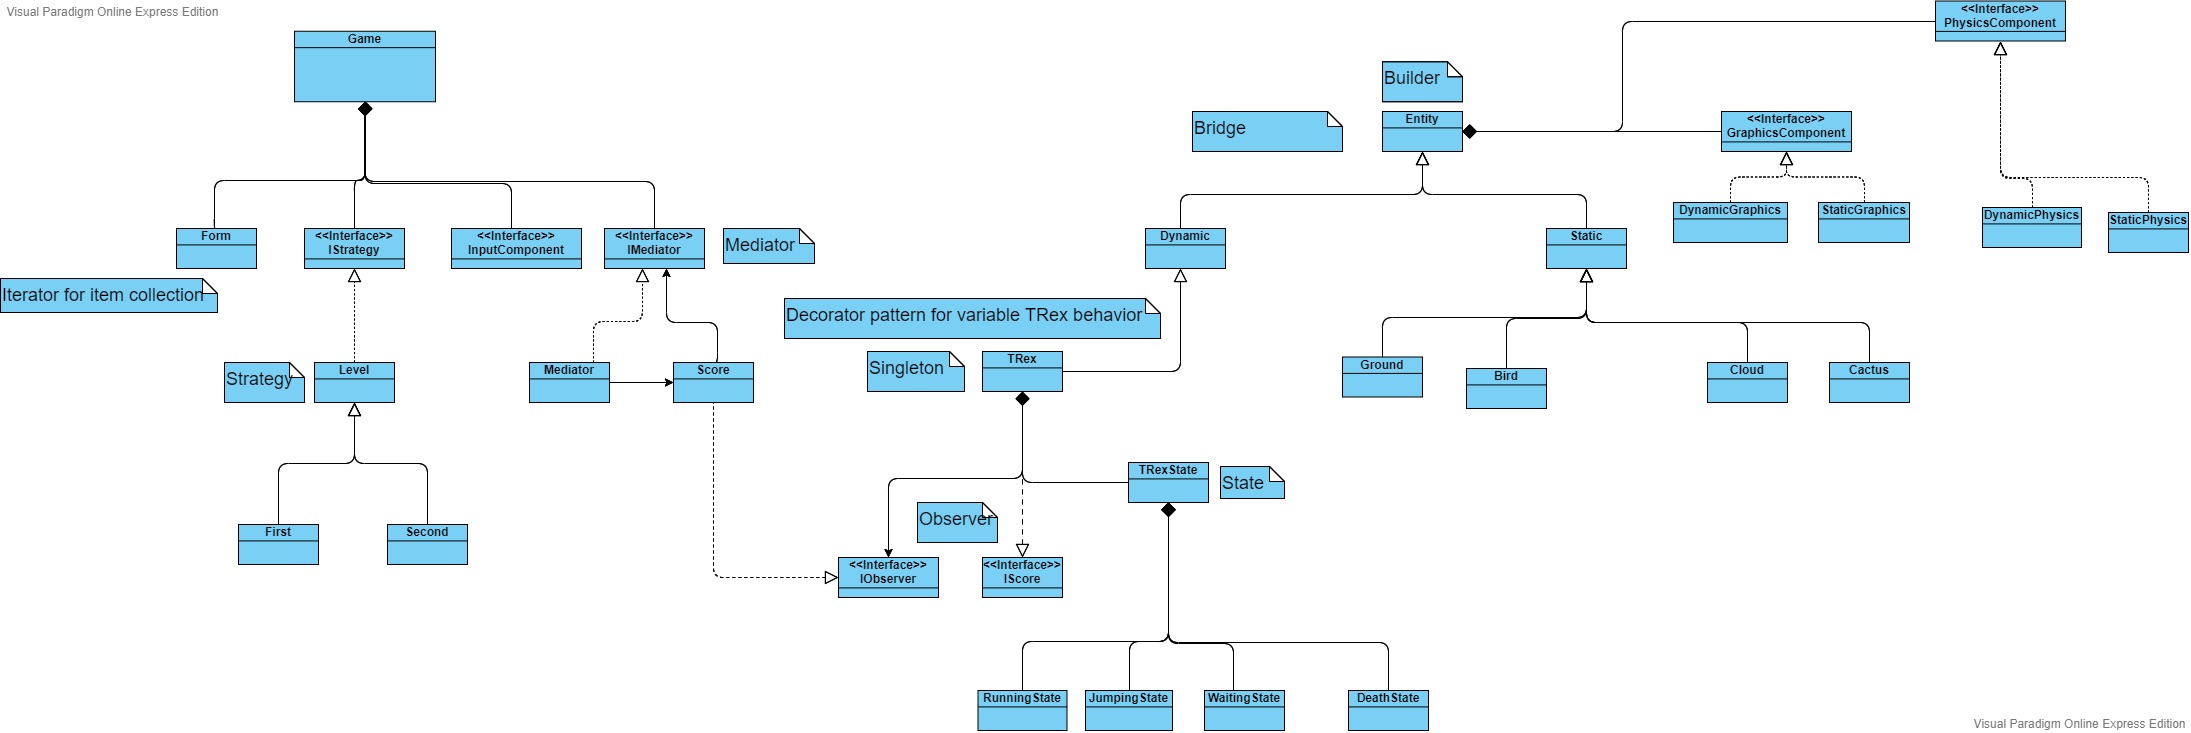 Visual Paradigm Online Express Edition
<<Interface>>
PhysicsComponent
Game
Builder
Bridge
Entity
<<Interface>>
GraphicsComponent
DynamicGraphics
StaticGraphics
DynamicPhysics
StaticPhysics
Form
<<Interface>>
IStrategy
<<Interface>>
InputComponent
<<Interface>>
IMediator
Mediator
Dynamic
Static
Iterator for item collection
Decorator pattern for variable TRex behavior
Strategy
Level
Mediator
Score
Singleton
TRex
Ground
Bird
Cloud
Cactus
TRexState
State
Observer
First
Second
<<Interface>>
IObserver
<<Interface>>
IScore
RunningState
JumpingState
WaitingState
DeathState
Visual Paradigm Online Express Edition